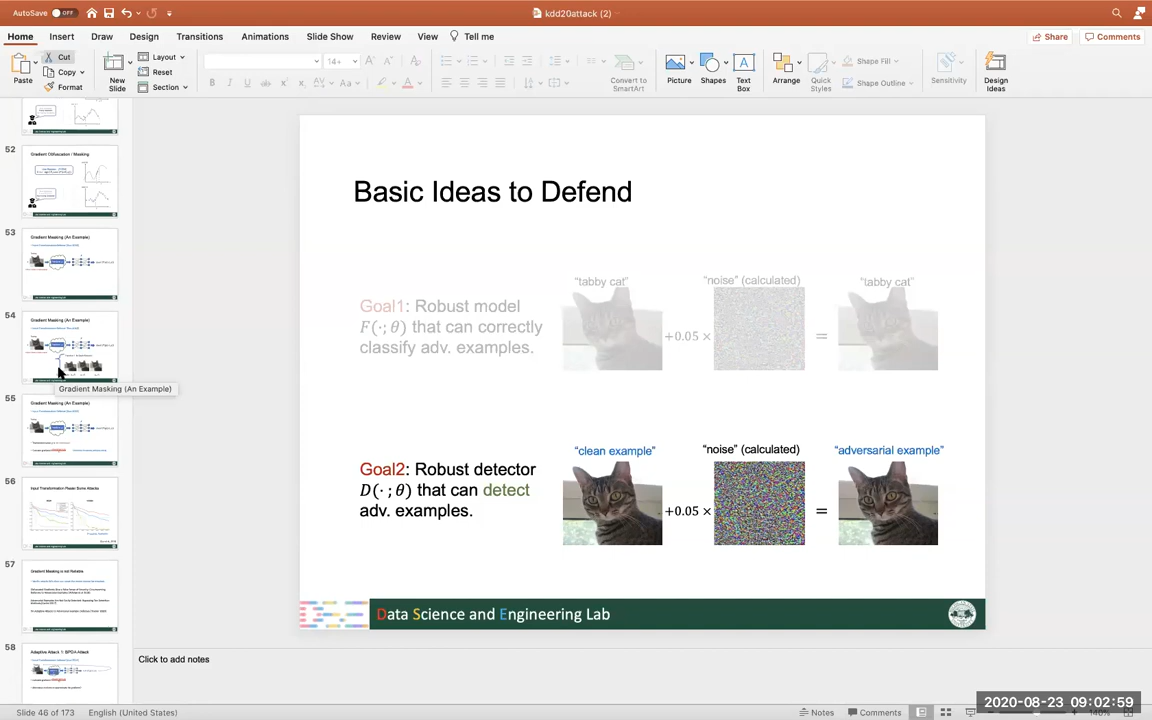 AutoSave OFF
kdd20attack (2)
Home Insert Draw Design Transitions Animations Slide Show Review View Tell me
Share Comments
Paste
Cut
Copy
Format
New Slide
Layout
Reset
Section
14+
Convert to SmartArt
Picture
Shapes
Text Box
Arrange
Quick Styles
Shape Fill
Shape Outline
Sensitivity
Design Ideas
52
Gradient Obfuscation / Masking
53
Gradient Masking (An Example)
54
Gradient Masking (An Example)
Gradient Masking (An Example)
55
Gradient Masking (An Example)
56
Input Transformation Resist Some Attacks
57
Gradient Masking is not Reliable
58
Adaptive Attack 1: BPDA Attack
Basic Ideas to Defend
Goal1: Robust model
F(·; θ) that can correctly
classify adv. examples.
"tabby cat"
"noise" (calculated)
"tabby cat"
+0.05 ×
=
Goal2: Robust detector
D(· ; θ) that can detect
adv. examples.
"clean example"
"noise" (calculated)
"adversarial example"
+0.05 ×
=
Data Science and Engineering Lab
Click to add notes
Slide 46 of 173
English (United States)
Notes
Comments
140%
2020-08-23 09:02:59